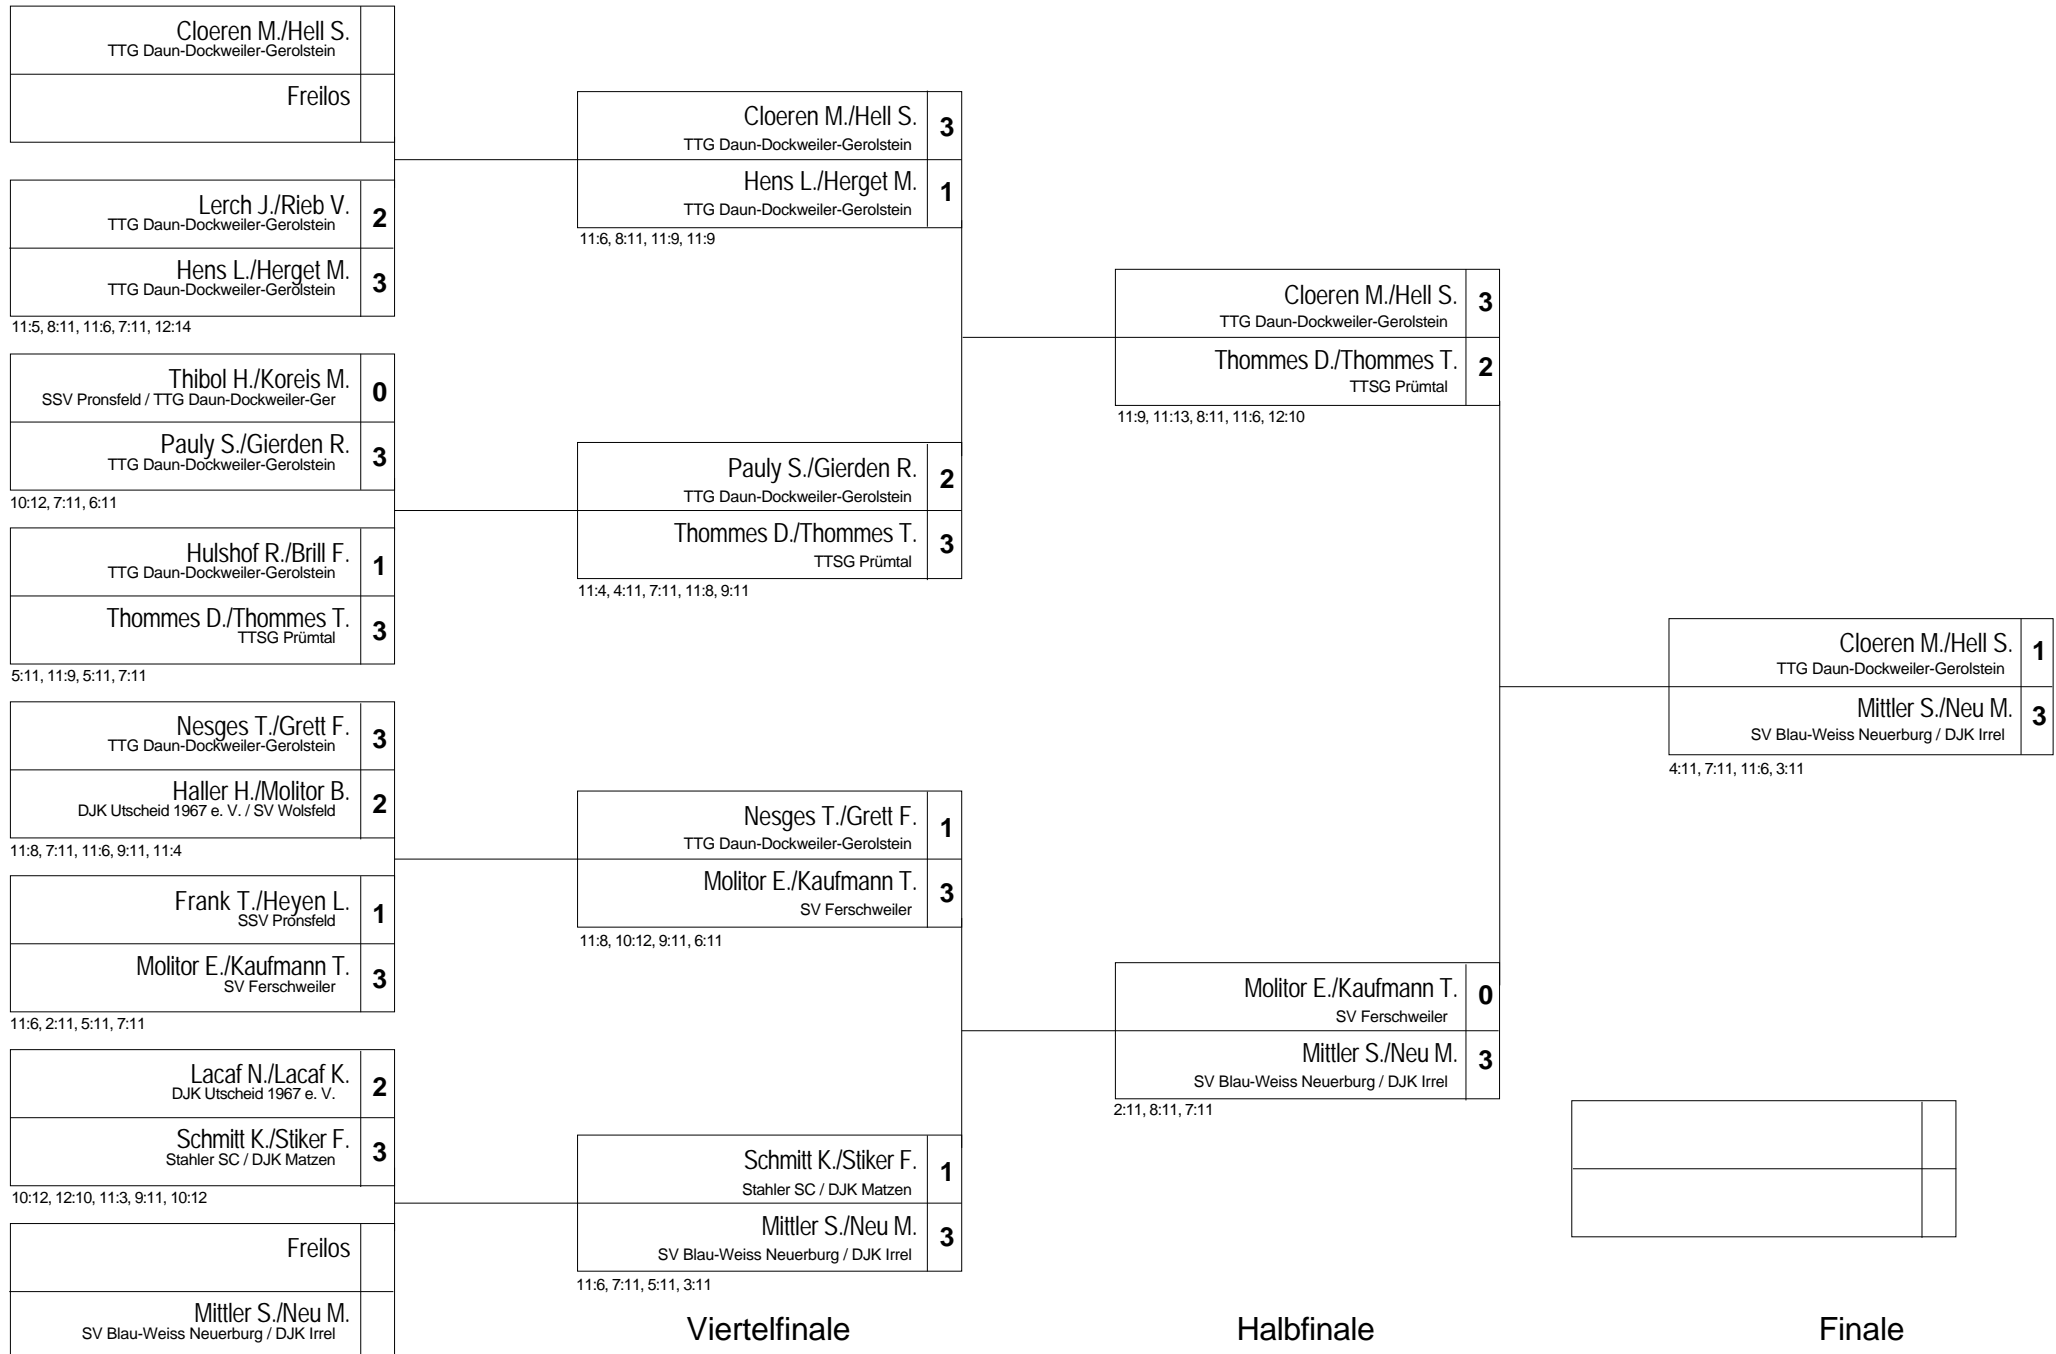 Cloeren M./Hell S.
TTG Daun-Dockweiler-Gerolstein
Freilos
Lerch J./Rieb V. 2
TTG Daun-Dockweiler-Gerolstein
Hens L./Herget M. 3
TTG Daun-Dockweiler-Gerolstein
11:5, 8:11, 11:6, 7:11, 12:14
Thibol H./Koreis M. 0
SSV Pronsfeld / TTG Daun-Dockweiler-Ger
Pauly S./Gierden R. 3
TTG Daun-Dockweiler-Gerolstein
10:12, 7:11, 6:11
Hulshof R./Brill F. 1
TTG Daun-Dockweiler-Gerolstein
Thommes D./Thommes T. 3
TTSG Prümtal
5:11, 11:9, 5:11, 7:11
Nesges T./Grett F. 3
TTG Daun-Dockweiler-Gerolstein
Haller H./Molitor B. 2
DJK Utscheid 1967 e. V. / SV Wolsfeld
11:8, 7:11, 11:6, 9:11, 11:4
Frank T./Heyen L. 1
SSV Pronsfeld
Molitor E./Kaufmann T. 3
SV Ferschweiler
11:6, 2:11, 5:11, 7:11
Lacaf N./Lacaf K. 2
DJK Utscheid 1967 e. V.
Schmitt K./Stiker F. 3
Stahler SC / DJK Matzen
10:12, 12:10, 11:3, 9:11, 10:12
Freilos
Mittler S./Neu M.
SV Blau-Weiss Neuerburg / DJK Irrel
Cloeren M./Hell S. 3
TTG Daun-Dockweiler-Gerolstein
Hens L./Herget M. 1
TTG Daun-Dockweiler-Gerolstein
11:6, 8:11, 11:9, 11:9
Pauly S./Gierden R. 2
TTG Daun-Dockweiler-Gerolstein
Thommes D./Thommes T. 3
TTSG Prümtal
11:4, 4:11, 7:11, 11:8, 9:11
Nesges T./Grett F. 1
TTG Daun-Dockweiler-Gerolstein
Molitor E./Kaufmann T. 3
SV Ferschweiler
11:8, 10:12, 9:11, 6:11
Schmitt K./Stiker F. 1
Stahler SC / DJK Matzen
Mittler S./Neu M. 3
SV Blau-Weiss Neuerburg / DJK Irrel
11:6, 7:11, 5:11, 3:11
Viertelfinale
Cloeren M./Hell S. 3
TTG Daun-Dockweiler-Gerolstein
Thommes D./Thommes T. 2
TTSG Prümtal
11:9, 11:13, 8:11, 11:6, 12:10
Molitor E./Kaufmann T. 0
SV Ferschweiler
Mittler S./Neu M. 3
SV Blau-Weiss Neuerburg / DJK Irrel
2:11, 8:11, 7:11
Halbfinale
Cloeren M./Hell S. 1
TTG Daun-Dockweiler-Gerolstein
Mittler S./Neu M. 3
SV Blau-Weiss Neuerburg / DJK Irrel
4:11, 7:11, 11:6, 3:11
Finale